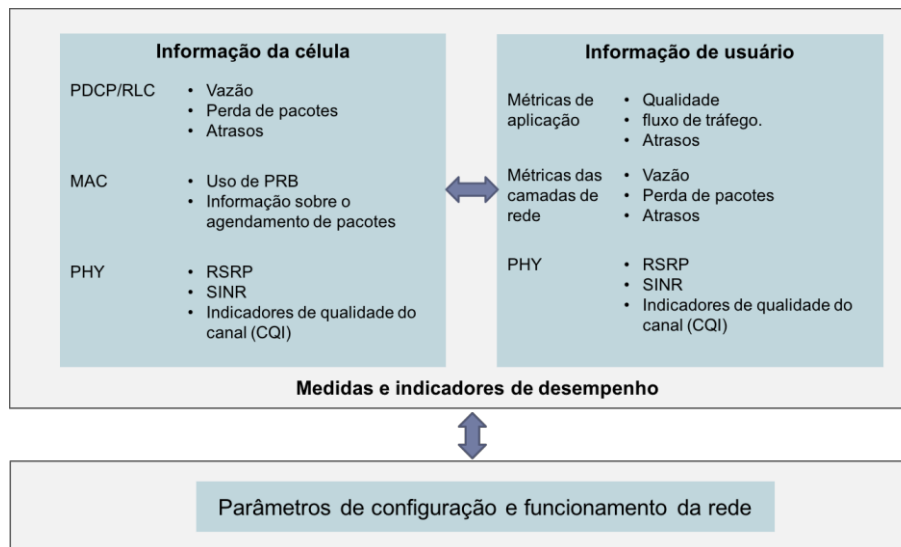 Informação da célula
PDCP/RLC
• Vazão
• Perda de pacotes
• Atrasos
MAC
• Uso de PRB
• Informação sobre o
agendamento de pacotes
PHY
• RSRP
• SINR
• Indicadores de qualidade do
canal (CQI)
Informação de usuário
Métricas de
aplicação
• Qualidade
• fluxo de tráfego.
• Atrasos
Métricas das
camadas de
rede
• Vazão
• Perda de pacotes
• Atrasos
PHY
• RSRP
• SINR
• Indicadores de qualidade do
canal (CQI)
Medidas e indicadores de desempenho
Parâmetros de configuração e funcionamento da rede